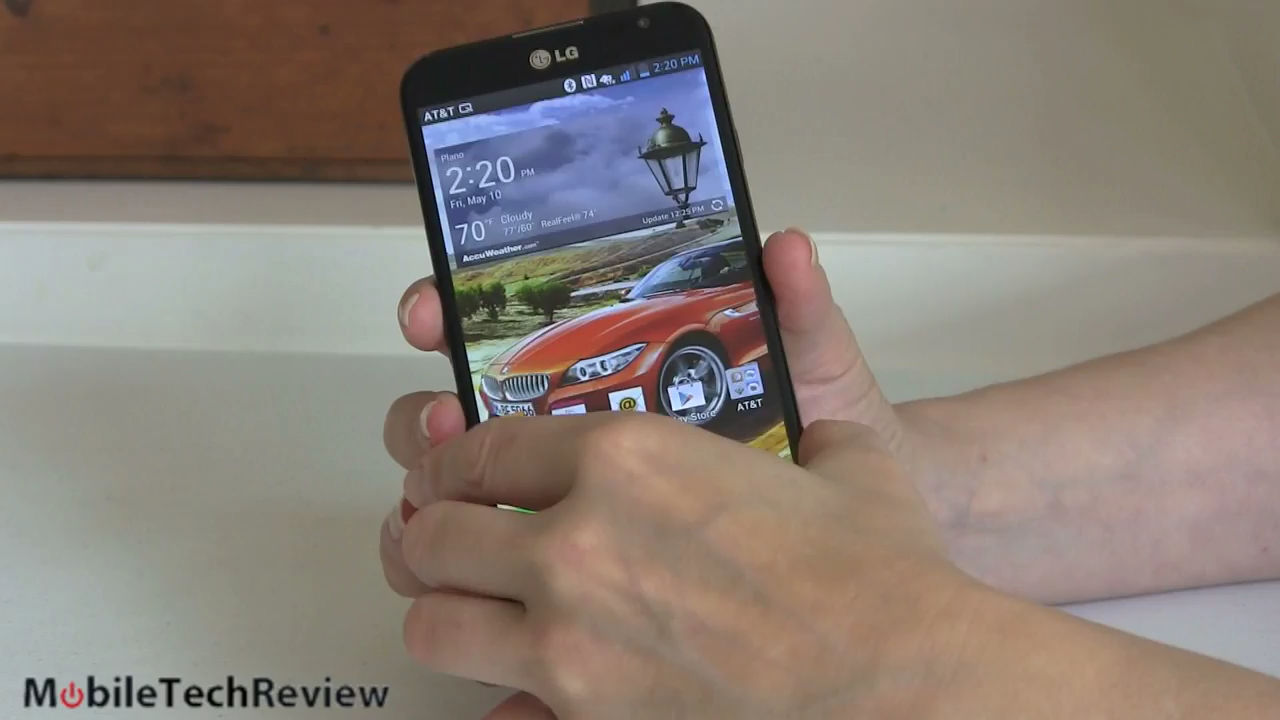 LG
AT&T 2:20 PM
Plano
2:20 PM
Fri, May 10
70°F Cloudy
77°/60° RealFeel® 74°
Update 12:25 PM
AccuWeather.com
Play Store
AT&T
MobileTechReview